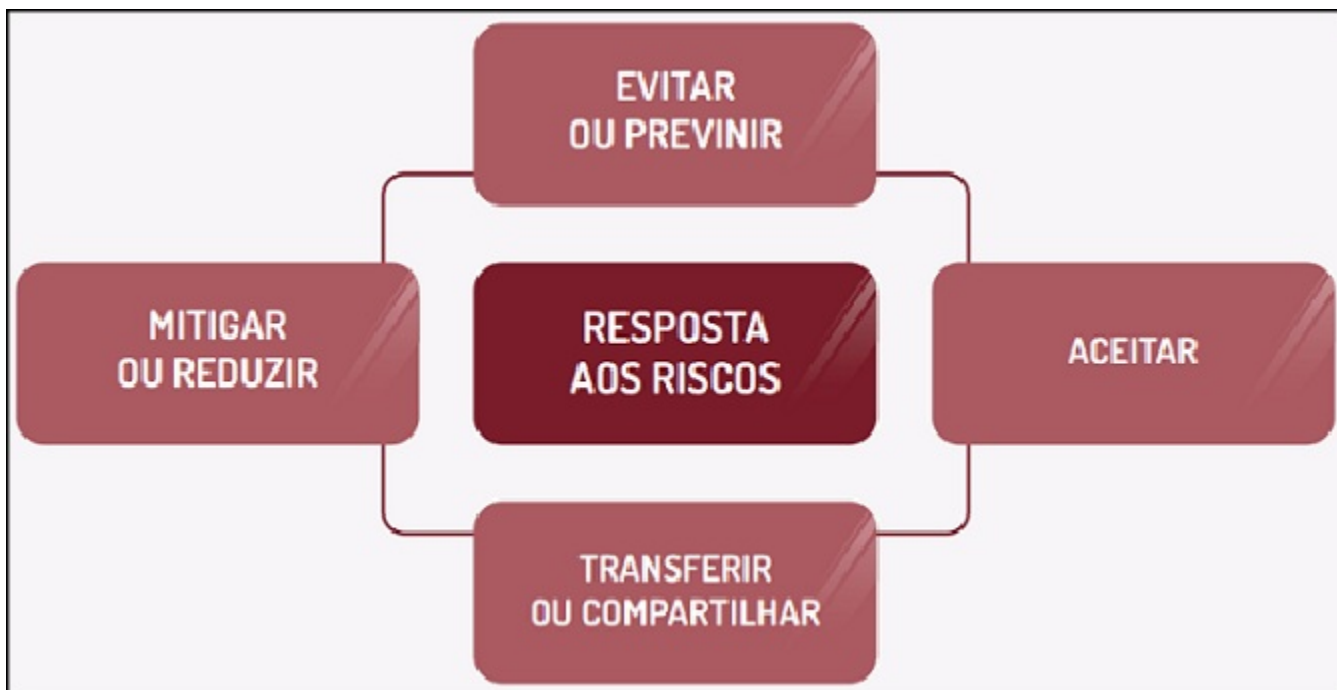 EVITAR
OU PREVINIR
MITIGAR
OU REDUZIR
RESPOSTA
AOS RISCOS
ACEITAR
TRANSFERIR
OU COMPARTILHAR